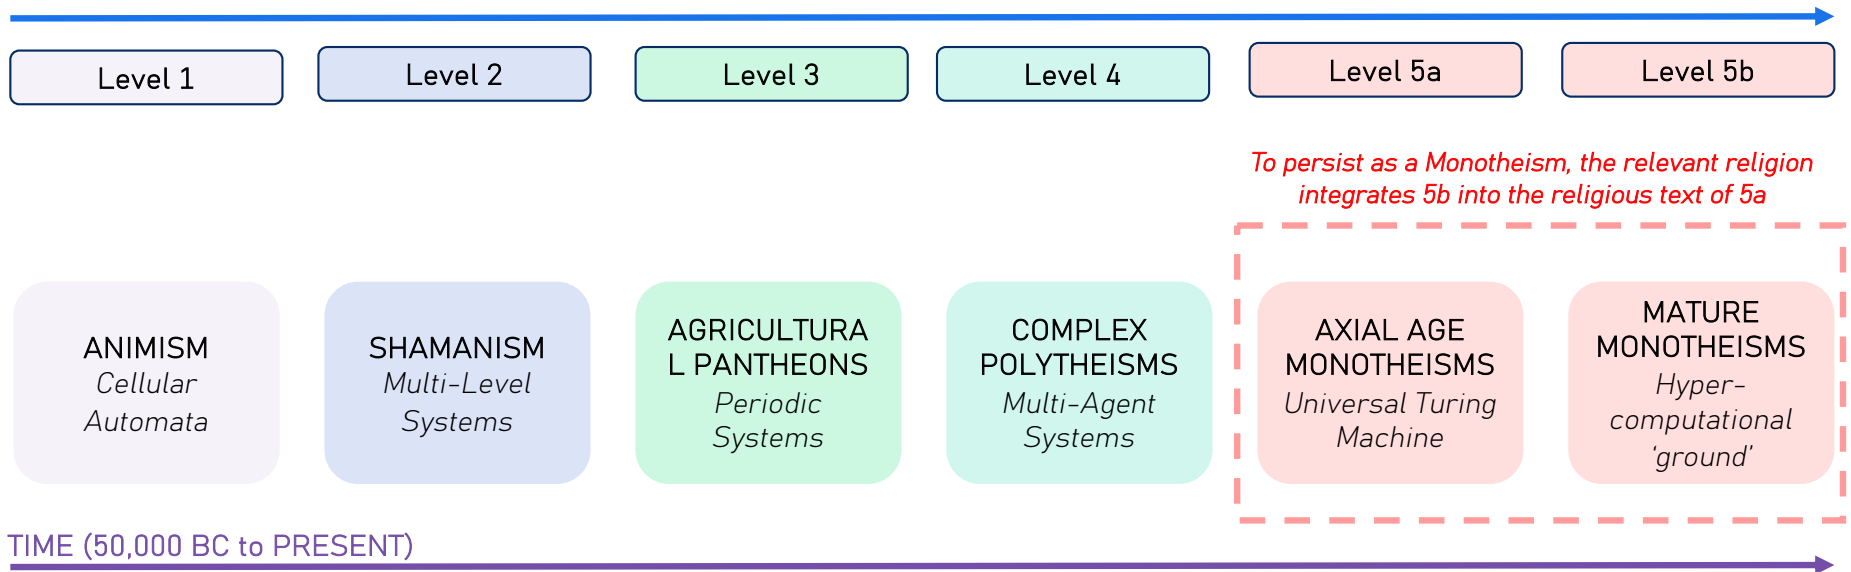 Level 1
Level 2
Level 3
Level 4
Level 5a
Level 5b
To persist as a Monotheism, the relevant religion
integrates 5b into the religious text of 5a
ANIMISM
Cellular
Automata
SHAMANISM
Multi-Level
Systems
AGRICULTURA
L PANTHEONS
Periodic
Systems
COMPLEX
POLYTHEISMS
Multi-Agent
Systems
AXIAL AGE
MONOTHEISMS
Universal Turing
Machine
MATURE
MONOTHEISMS
Hyper-
computational
‘ground’
TIME (50,000 BC to PRESENT)